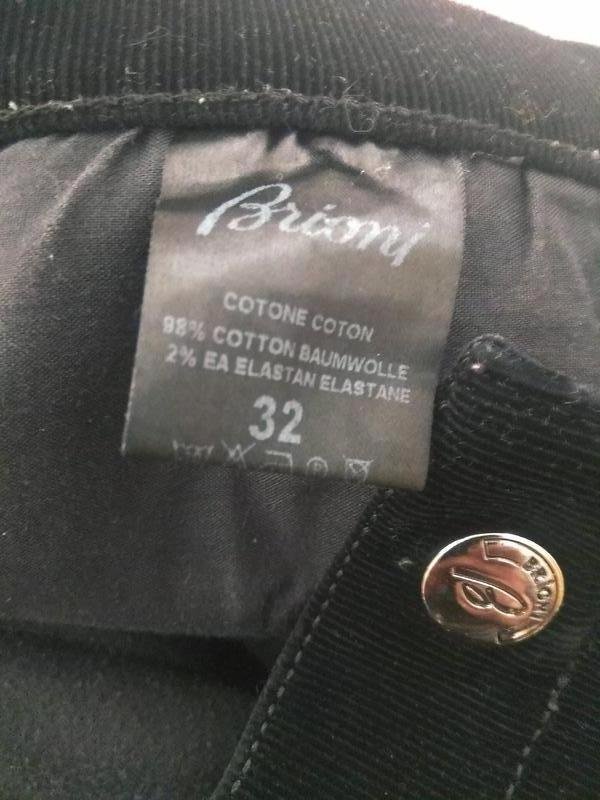 Brioni
COTONE COTON
98% COTTON BAUMWOLLE
2% EA ELASTAN ELASTANE
32
BRIONI
B